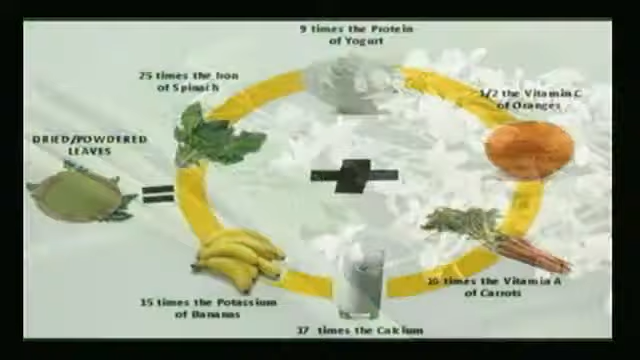 9 times the Protein
of Yogurt
25 times the Iron
of Spinach
1/2 the Vitamin C
of Oranges
DRIED/POWDERED
LEAVES
=
+
15 times the Potassium
of Bananas
times the Vitamin A
of Carrots
17 times the Calcium